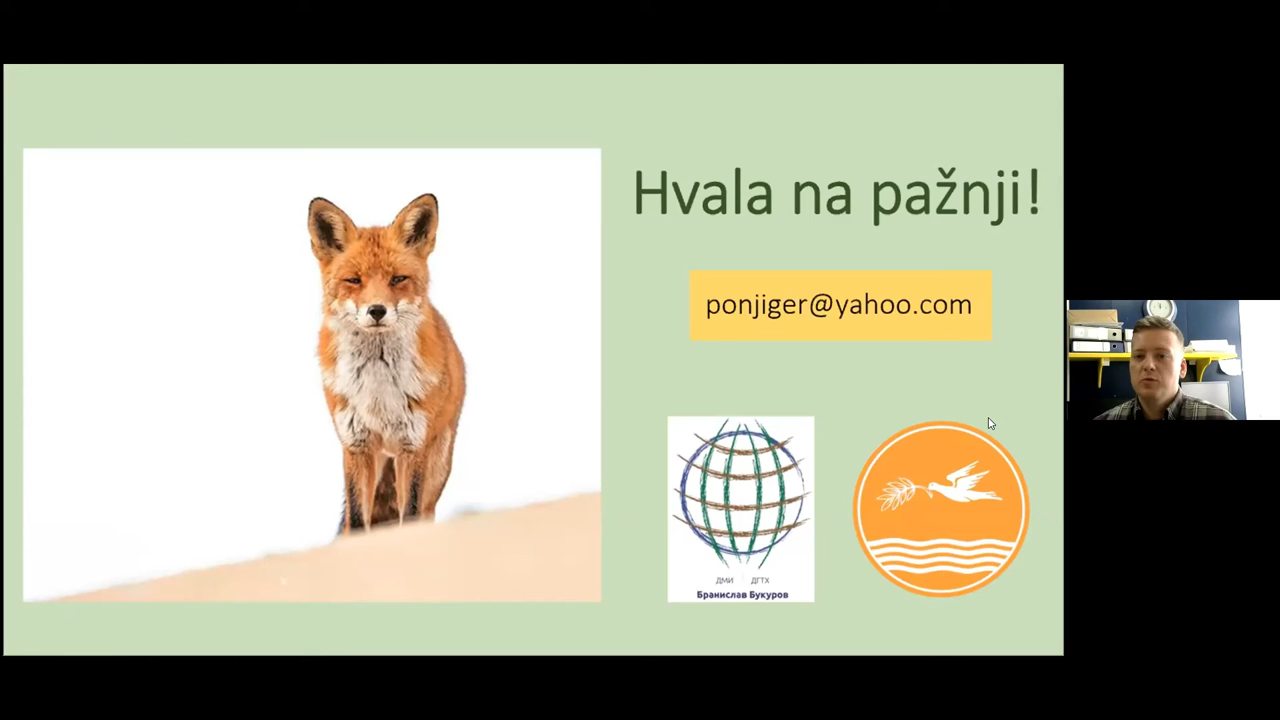 Hvala na pažnji!
ponjiger@yahoo.com
ДМИ ДГТХ
Бранислав Букуров